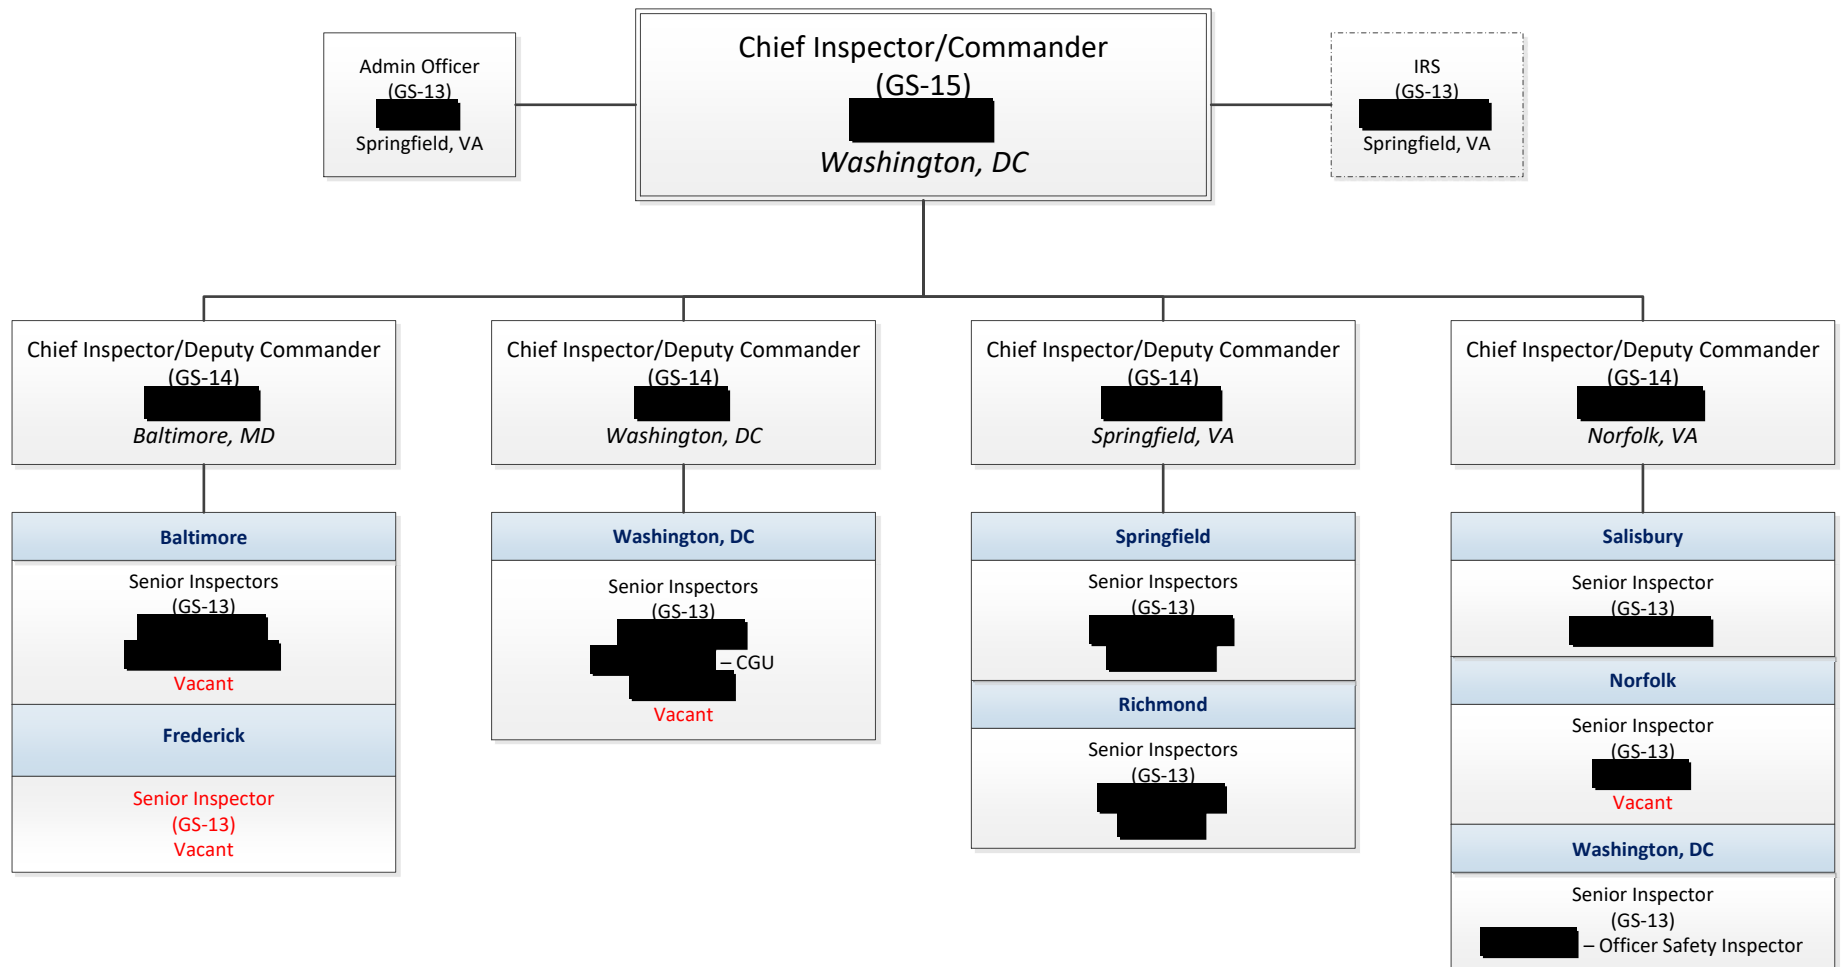 Admin Officer
(GS-13)
Springfield, VA
Chief Inspector/Commander
(GS-15)
Washington, DC
IRS
(GS-13)
Springfield, VA
Chief Inspector/Deputy Commander
(GS-14)
Baltimore, MD
Chief Inspector/Deputy Commander
(GS-14)
Washington, DC
Chief Inspector/Deputy Commander
(GS-14)
Springfield, VA
Chief Inspector/Deputy Commander
(GS-14)
Norfolk, VA
Baltimore
Senior Inspectors
(GS-13)
Vacant
Frederick
Senior Inspector
(GS-13)
Vacant
Washington, DC
Senior Inspectors
(GS-13)
– CGU
Vacant
Springfield
Senior Inspectors
(GS-13)
Richmond
Senior Inspectors
(GS-13)
Salisbury
Senior Inspector
(GS-13)
Norfolk
Senior Inspector
(GS-13)
Vacant
Washington, DC
Senior Inspector
(GS-13)
– Officer Safety Inspector